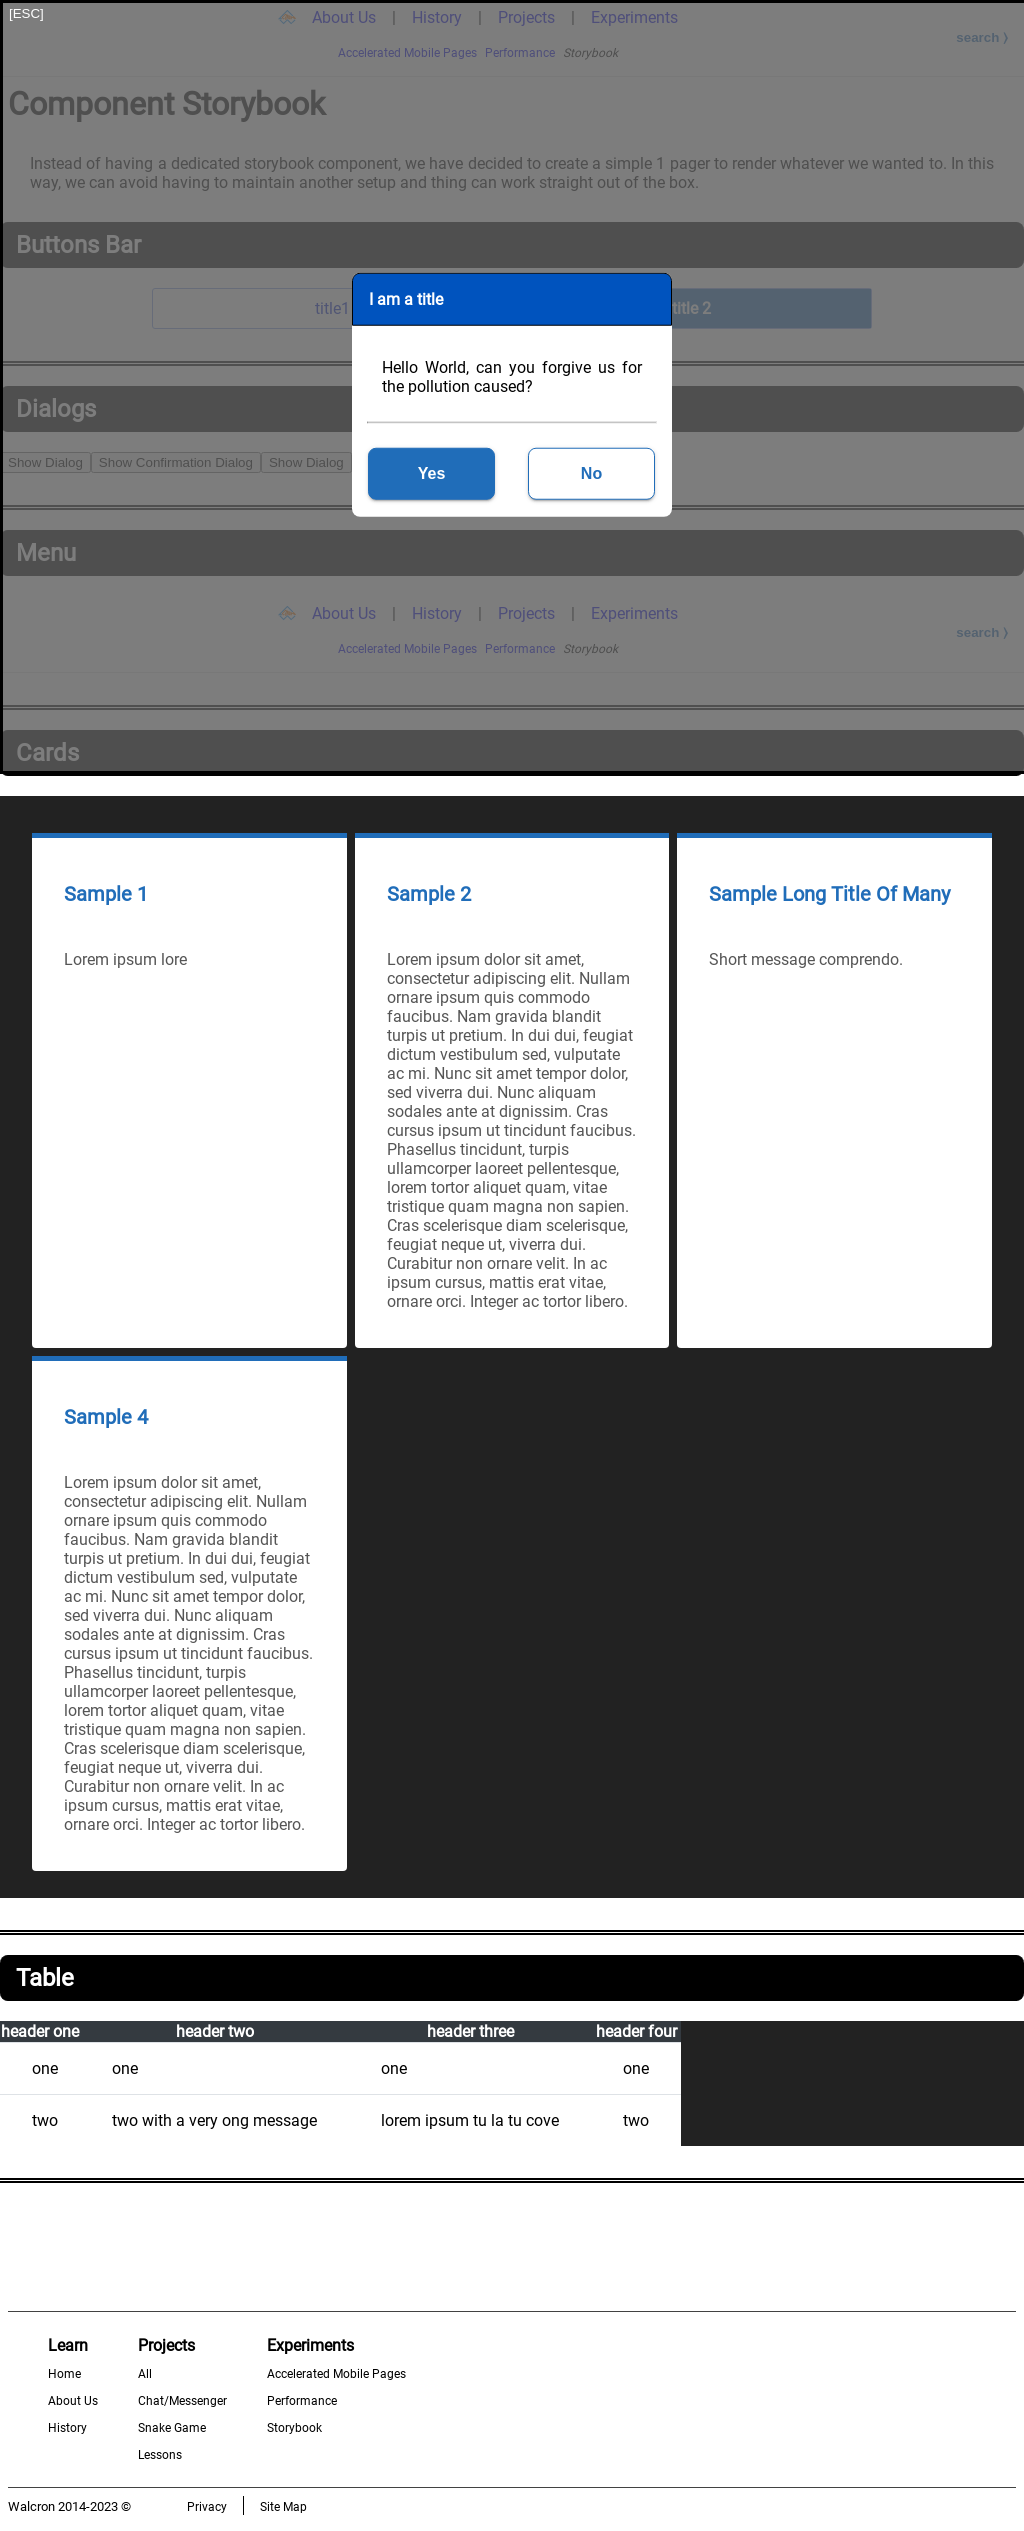 [ESC]
About Us | History | Projects | Experiments
search ⟩
Accelerated Mobile Pages Performance Storybook
Component Storybook
Instead of having a dedicated storybook component, we have decided to create a simple 1 pager to render whatever we wanted to. In this
way, we can avoid having to maintain another setup and thing can work straight out of the box.
Buttons Bar
title1
title 2
I am a title
Hello World, can you forgive us for
the pollution caused?
Yes
No
Dialogs
Show Dialog
Show Confirmation Dialog
Show Dialog
Menu
About Us | History | Projects | Experiments
search ⟩
Accelerated Mobile Pages Performance Storybook
Cards
Sample 1
Lorem ipsum lore
Sample 2
Lorem ipsum dolor sit amet,
consectetur adipiscing elit. Nullam
ornare ipsum quis commodo
faucibus. Nam gravida blandit
turpis ut pretium. In dui dui, feugiat
dictum vestibulum sed, vulputate
ac mi. Nunc sit amet tempor dolor,
sed viverra dui. Nunc aliquam
sodales ante at dignissim. Cras
cursus ipsum ut tincidunt faucibus.
Phasellus tincidunt, turpis
ullamcorper laoreet pellentesque,
lorem tortor aliquet quam, vitae
tristique quam magna non sapien.
Cras scelerisque diam scelerisque,
feugiat neque ut, viverra dui.
Curabitur non ornare velit. In ac
ipsum cursus, mattis erat vitae,
ornare orci. Integer ac tortor libero.
Sample Long Title Of Many
Short message comprendo.
Sample 4
Lorem ipsum dolor sit amet,
consectetur adipiscing elit. Nullam
ornare ipsum quis commodo
faucibus. Nam gravida blandit
turpis ut pretium. In dui dui, feugiat
dictum vestibulum sed, vulputate
ac mi. Nunc sit amet tempor dolor,
sed viverra dui. Nunc aliquam
sodales ante at dignissim. Cras
cursus ipsum ut tincidunt faucibus.
Phasellus tincidunt, turpis
ullamcorper laoreet pellentesque,
lorem tortor aliquet quam, vitae
tristique quam magna non sapien.
Cras scelerisque diam scelerisque,
feugiat neque ut, viverra dui.
Curabitur non ornare velit. In ac
ipsum cursus, mattis erat vitae,
ornare orci. Integer ac tortor libero.
Table
header one header two header three header four
one one one one
two two with a very ong message lorem ipsum tu la tu cove two
Learn
Home
About Us
History
Projects
All
Chat/Messenger
Snake Game
Lessons
Experiments
Accelerated Mobile Pages
Performance
Storybook
Walcron 2014-2023 ©
Privacy
Site Map